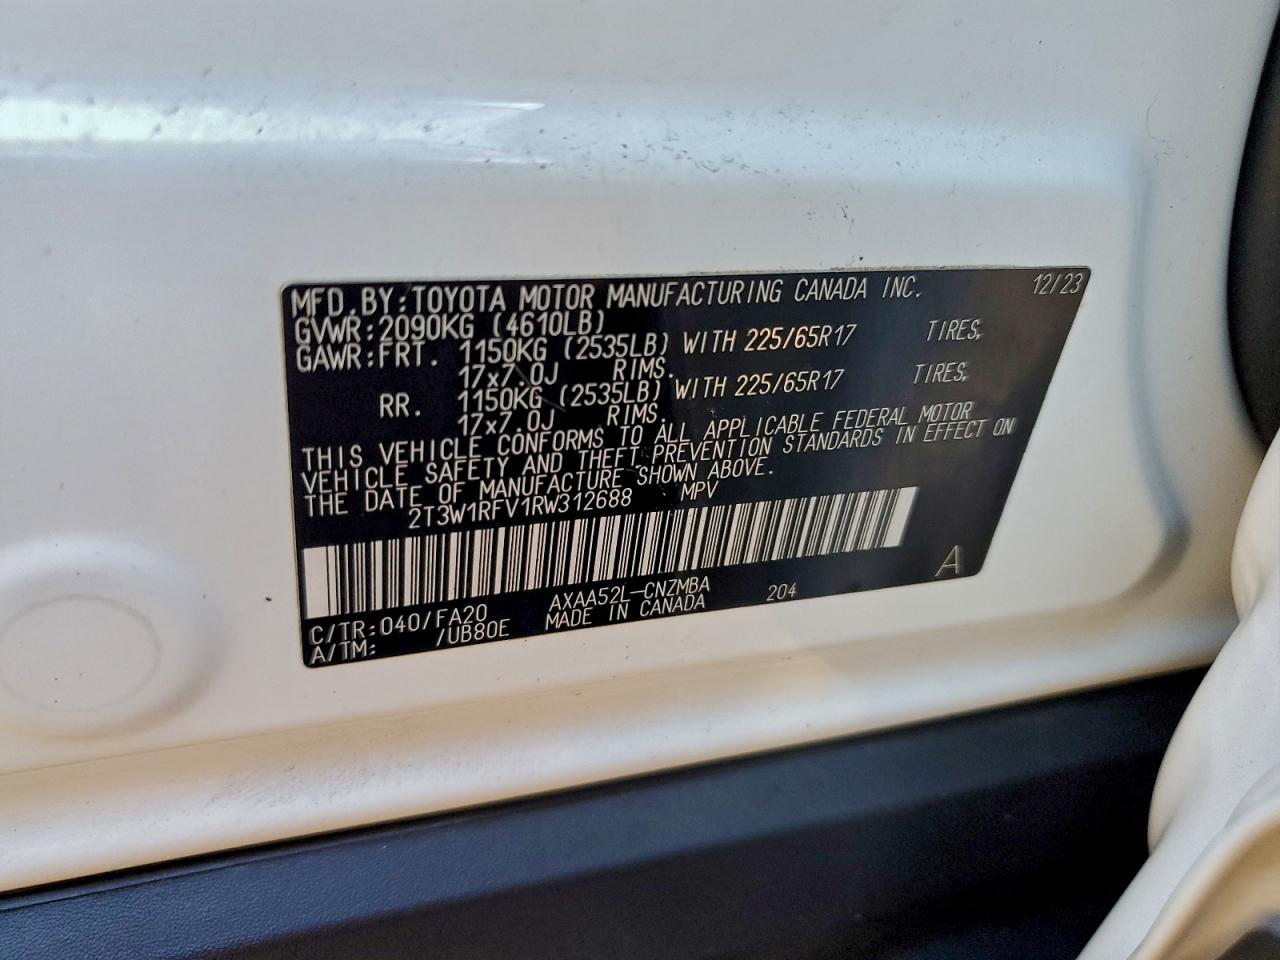 MFD.BY:TOYOTA MOTOR MANUFACTURING CANADA INC. 12/23
GVWR:2090KG (4610LB)
GAWR:FRT. 1150KG (2535LB) WITH 225/65R17 TIRES,
17x7.0J RIMS.
RR. 1150KG (2535LB) WITH 225/65R17 TIRES,
17x7.0J RIMS.
THIS VEHICLE CONFORMS TO ALL APPLICABLE FEDERAL MOTOR
VEHICLE SAFETY AND THEFT PREVENTION STANDARDS IN EFFECT ON
THE DATE OF MANUFACTURE SHOWN ABOVE.
2T3W1RFV1RW312688 MPV
C/TR:040/FA20 AXAA52L-CNZMBA 204 A
A/TM: /UB80E MADE IN CANADA